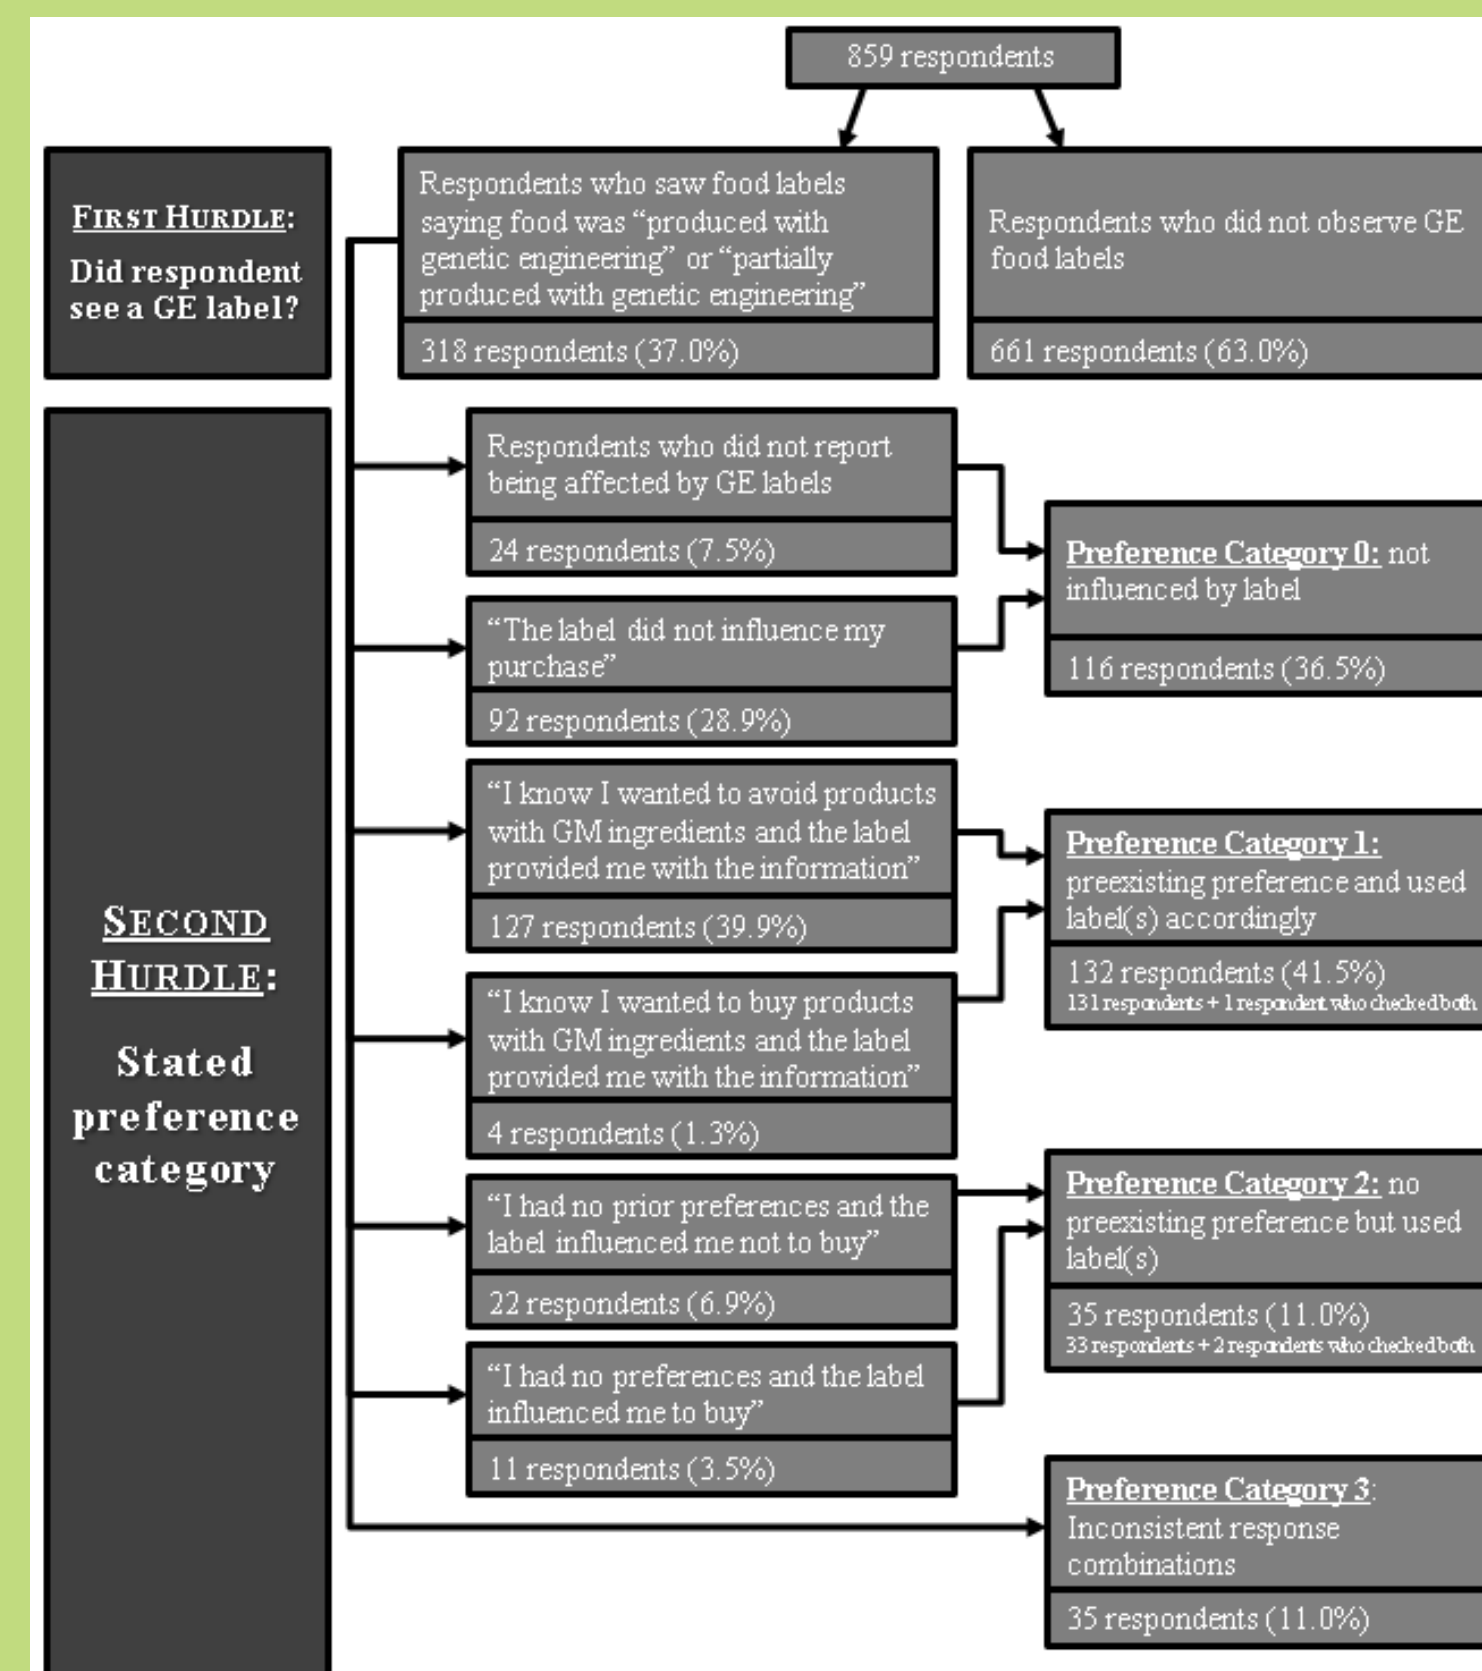 859 respondents
FIRST HURDLE:
Did respondent
see a GE label?
Respondents who saw food labels
saying food was “produced with
genetic engineering” or “partially
produced with genetic engineering”
318 respondents (37.0%)
Respondents who did not observe GE
food labels
661 respondents (63.0%)
SECOND
HURDLE:
Stated
preference
category
Respondents who did not report
being affected by GE labels
24 respondents (7.5%)
“The label did not influence my
purchase”
92 respondents (28.9%)
Preference Category 0: not
influenced by label
116 respondents (36.5%)
“I know I wanted to avoid products
with GM ingredients and the label
provided me with the information”
127 respondents (39.9%)
“I know I wanted to buy products
with GM ingredients and the label
provided me with the information”
4 respondents (1.3%)
Preference Category 1:
preexisting preference and used
label(s) accordingly
132 respondents (41.5%)
131 respondents + 1 respondent who checked both
“I had no prior preferences and the
label influenced me not to buy”
22 respondents (6.9%)
“I had no preferences and the label
influenced me to buy”
11 respondents (3.5%)
Preference Category 2: no
preexisting preference but used
label(s)
35 respondents (11.0%)
33 respondents + 2 respondents who checked both
Preference Category 3:
Inconsistent response
combinations
35 respondents (11.0%)